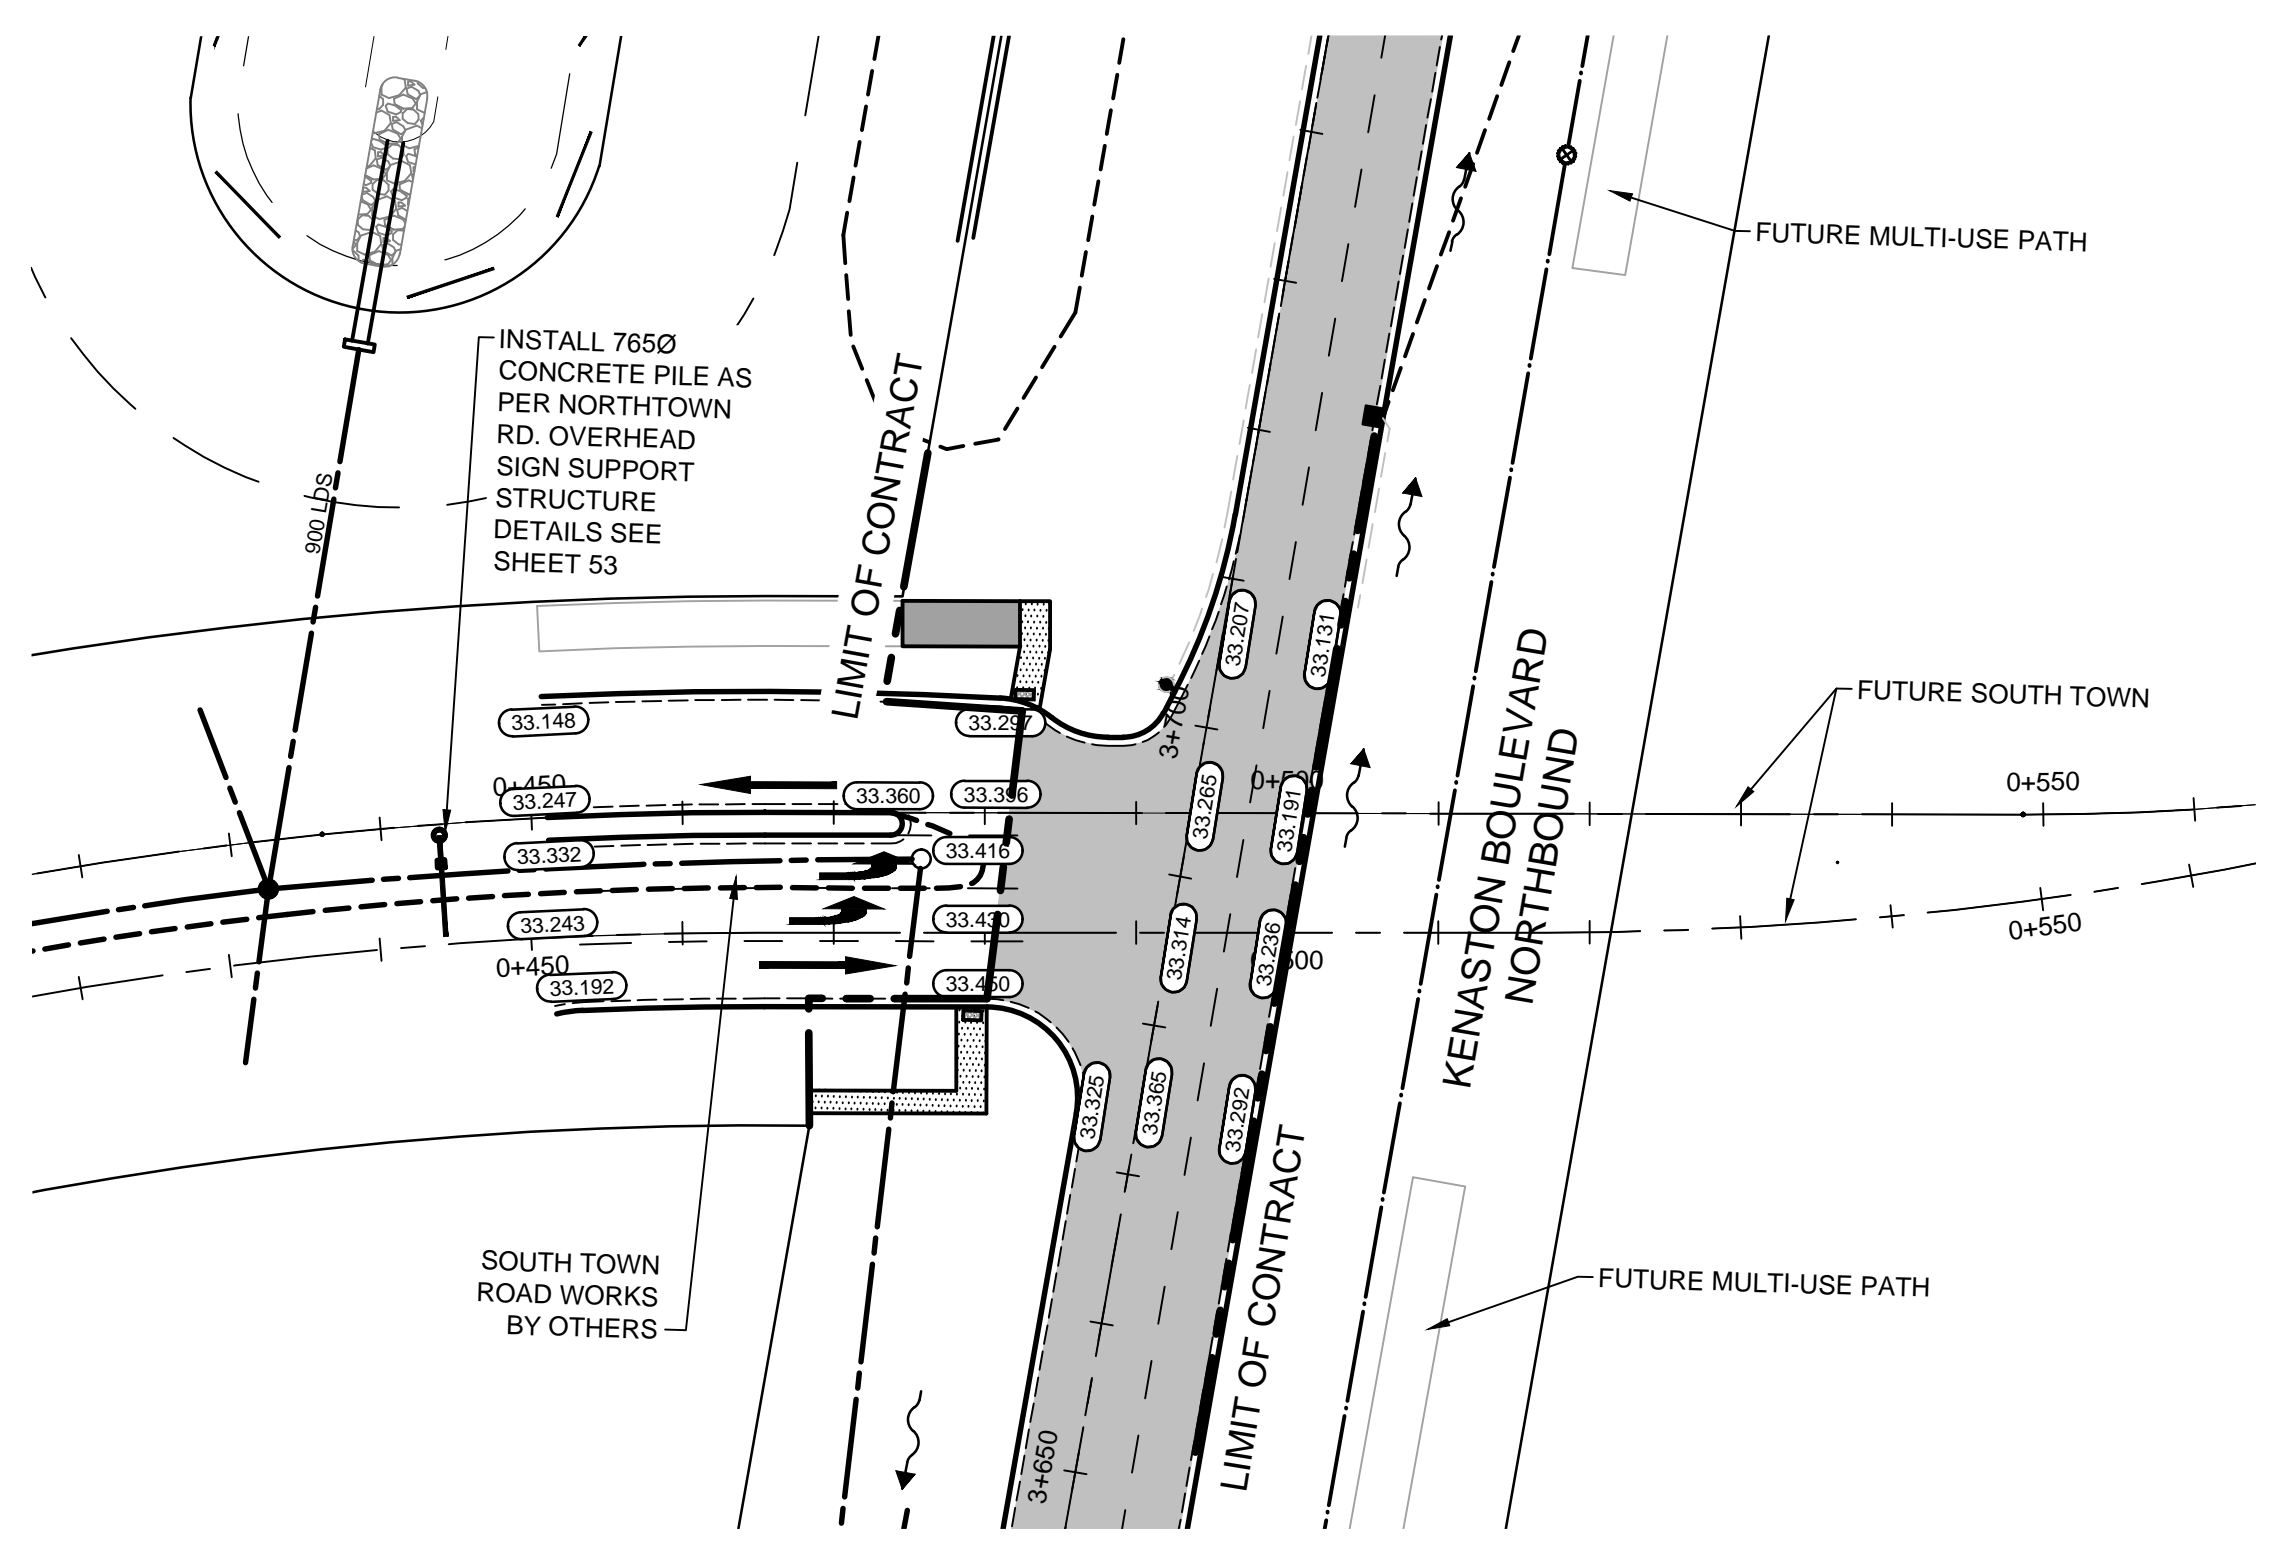 FUTURE MULTI-USE PATH
INSTALL 765Ø
CONCRETE PILE AS
PER NORTHTOWN
RD. OVERHEAD
SIGN SUPPORT
STRUCTURE
DETAILS SEE
SHEET 53
900 LDS
LIMIT OF CONTRACT
33.207
33.131
FUTURE SOUTH TOWN
33.148
33.297
3+700
KENASTON BOULEVARD
NORTHBOUND
0+450
33.247
33.360
33.396
33.265
0+500
33.191
0+550
33.332
33.416
33.243
33.430
33.314
33.236
0+550
0+450
33.192
33.450
33.325
33.365
33.292
LIMIT OF CONTRACT
SOUTH TOWN
ROAD WORKS
BY OTHERS
FUTURE MULTI-USE PATH
3+650